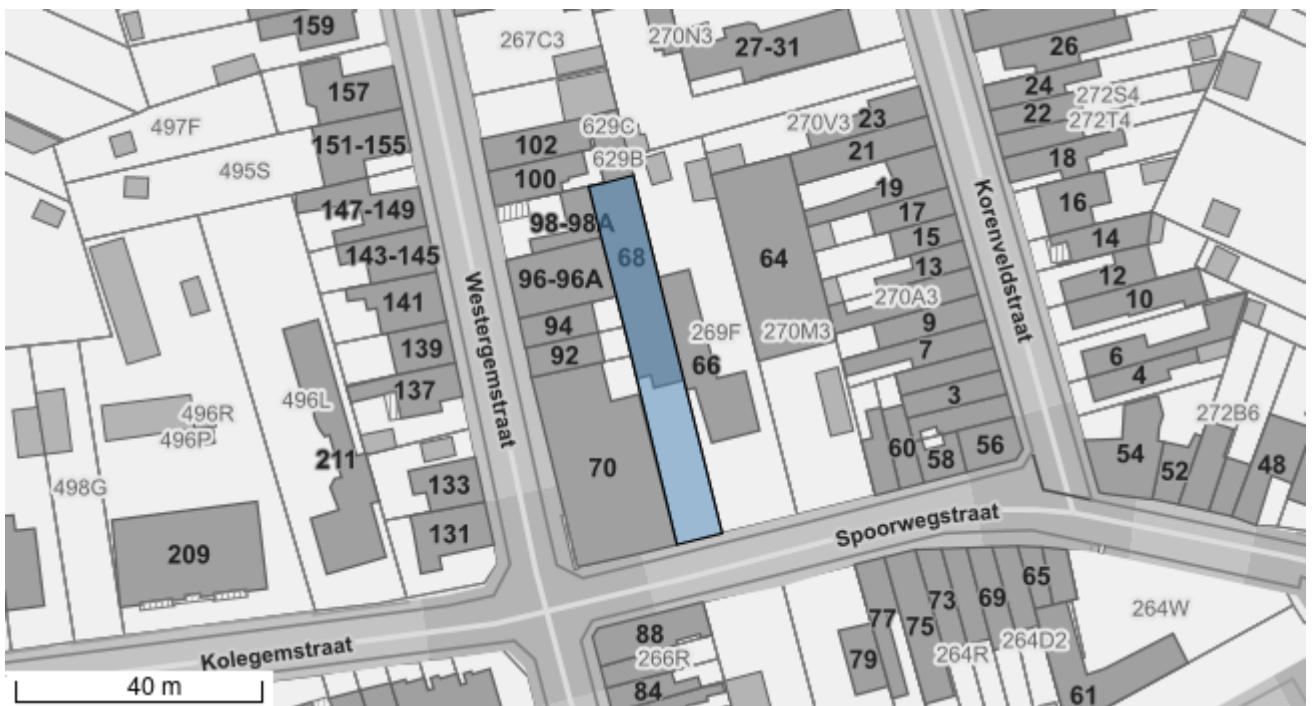 159
267C3
270N3
27-31
26
157
24
272S4
497F
629C
270V3
23
22
272T4
151-155
102
629B
21
18
495S
100
19
Korenveldstraat
16
147-149
98-98A
17
143-145
68
64
15
14
96-96A
13
12
141
270A3
10
Westergemstraat
94
269F
270M3
9
139
92
66
7
6
4
137
3
496L
496R
496P
272B6
211
60
58
56
54
52
48
498G
133
70
131
Spoorwegstraat
209
65
73
69
77
75
264W
88
266R
264D2
Kolegemstraat
79
264R
84
61
40 m